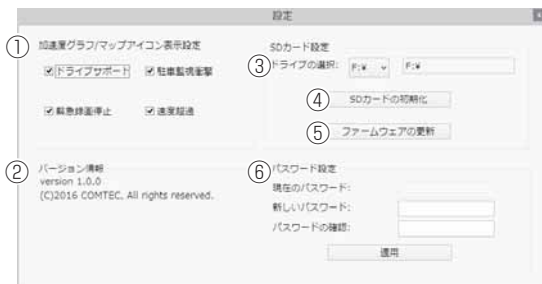 設定
① 加速度グラフ/マップアイコン表示設定
ドライブサポート 駐車監視衝撃
緊急録画停止 速度超過
SDカード設定
③ ドライブの選択: F:¥ F:¥
④ SDカードの初期化
⑤ ファームウェアの更新
② バージョン情報
version 1.0.0
(C)2016 COMTEC, All rights reserved.
⑥ パスワード設定
現在のパスワード:
新しいパスワード:
パスワードの確認:
適用